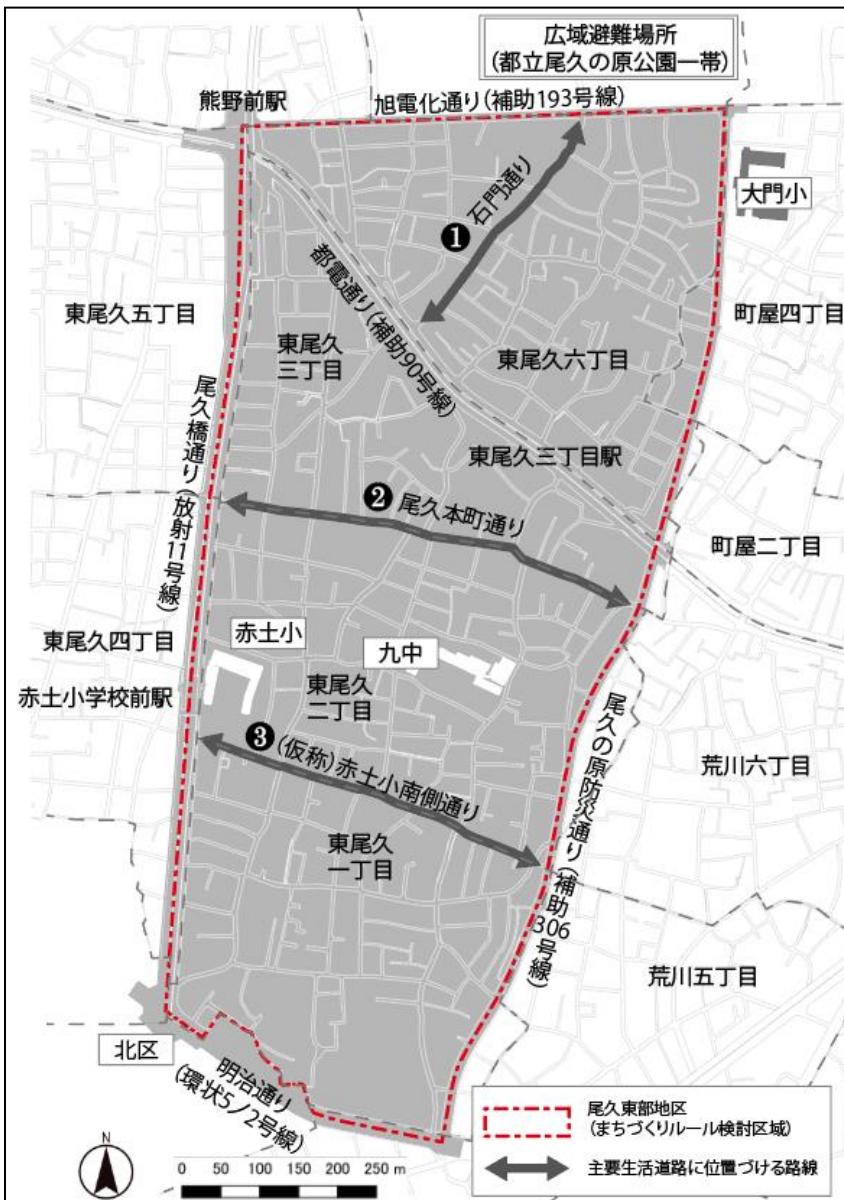 広域避難場所
(都立尾久の原公園一帯)
熊野前駅
旭電化通り(補助193号線)
大門小
❶ 石門通り
都電通り(補助90号線)
東尾久五丁目
東尾久
三丁目
東尾久六丁目
町屋四丁目
尾久橋通り(放射11号線)
東尾久三丁目駅
❷ 尾久本町通り
町屋二丁目
東尾久四丁目
赤土小
九中
赤土小学校前駅
東尾久
二丁目
❸ (仮称)赤土小南側通り
尾久の原防災通り(補助306号線)
荒川六丁目
東尾久
一丁目
荒川五丁目
北区
明治通り
(環状5ノ2号線)
N
0 50 100 150 200 250 m
尾久東部地区
(まちづくりルール検討区域)
主要生活道路に位置づける路線